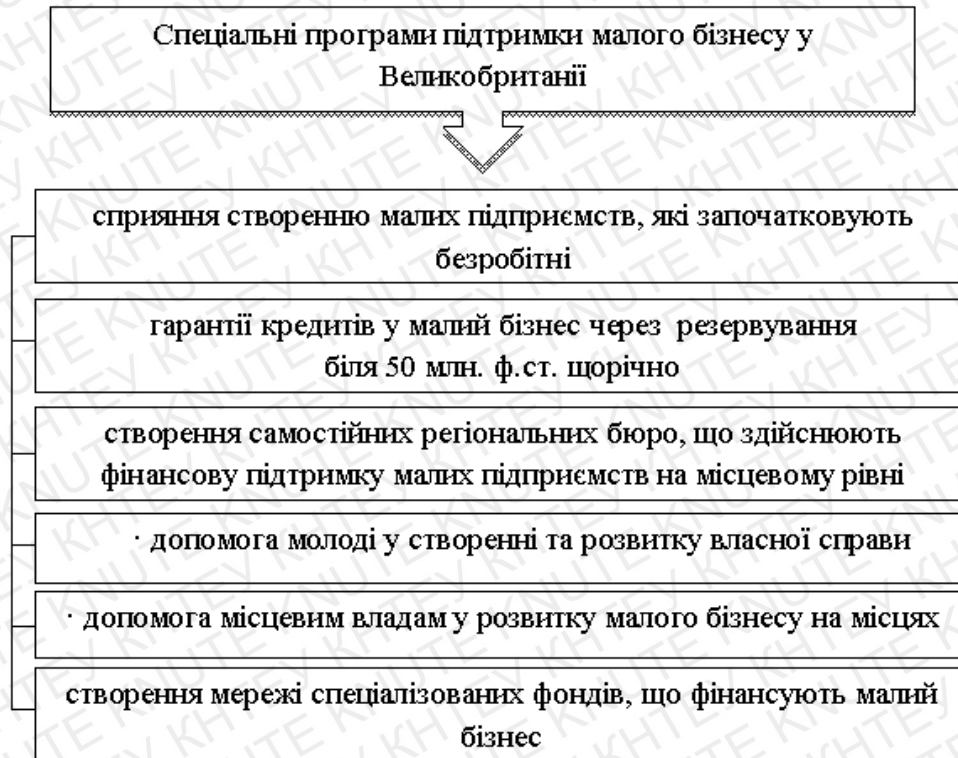 Спеціальні програми підтримки малого бізнесу у
Великобританії
сприяння створенню малих підприємств, які започатковують
безробітні
гарантії кредитів у малий бізнес через резервування
біля 50 млн. ф.ст. щорічно
створення самостійних регіональних бюро, що здійснюють
фінансову підтримку малих підприємств на місцевому рівні
· допомога молоді у створенні та розвитку власної справи
· допомога місцевим владам у розвитку малого бізнесу на місцях
створення мережі спеціалізованих фондів, що фінансують малий
бізнес